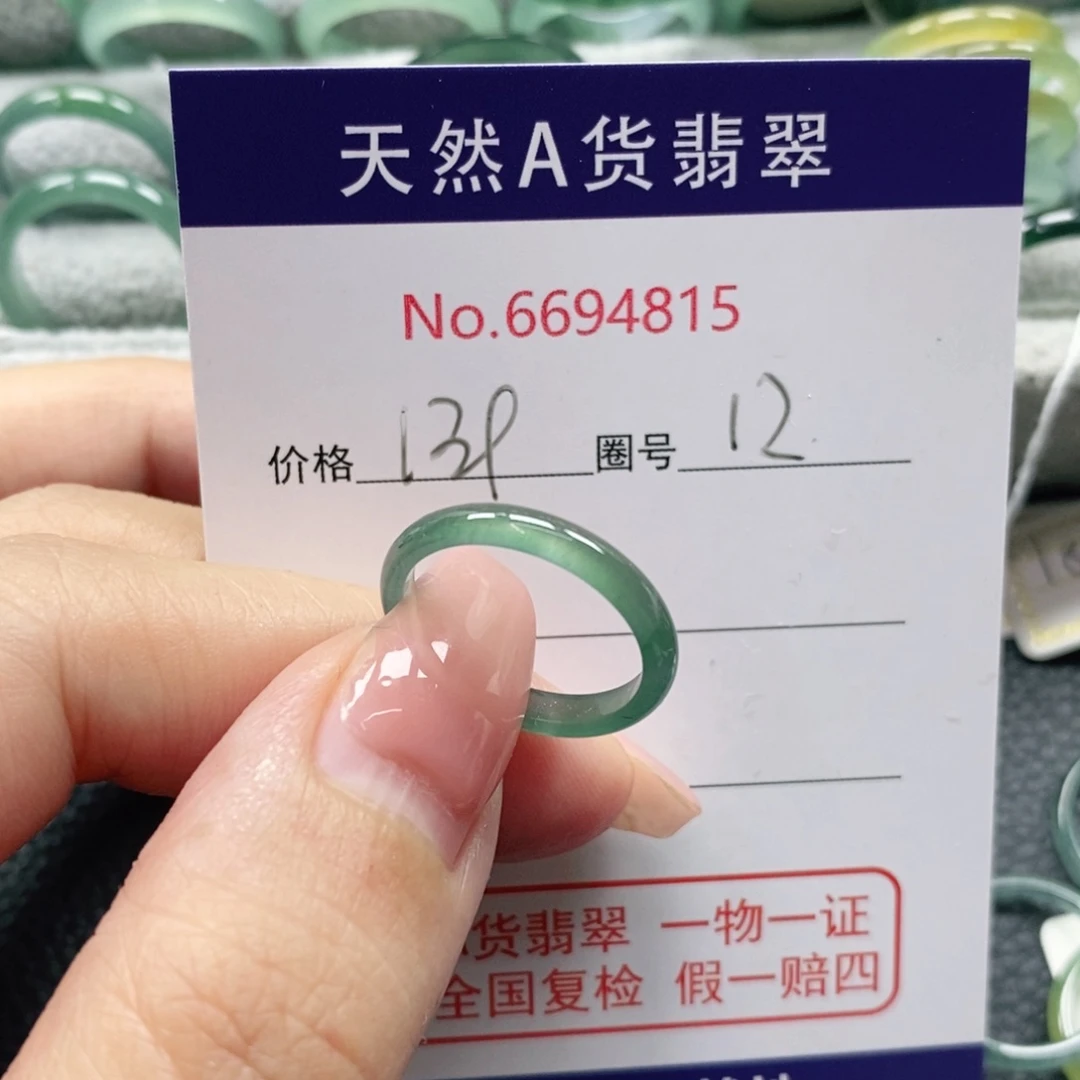 天然A货翡翠
No.6694815
价格 139 圈号 12
货翡翠 一物一证
全国复检 假一赔四